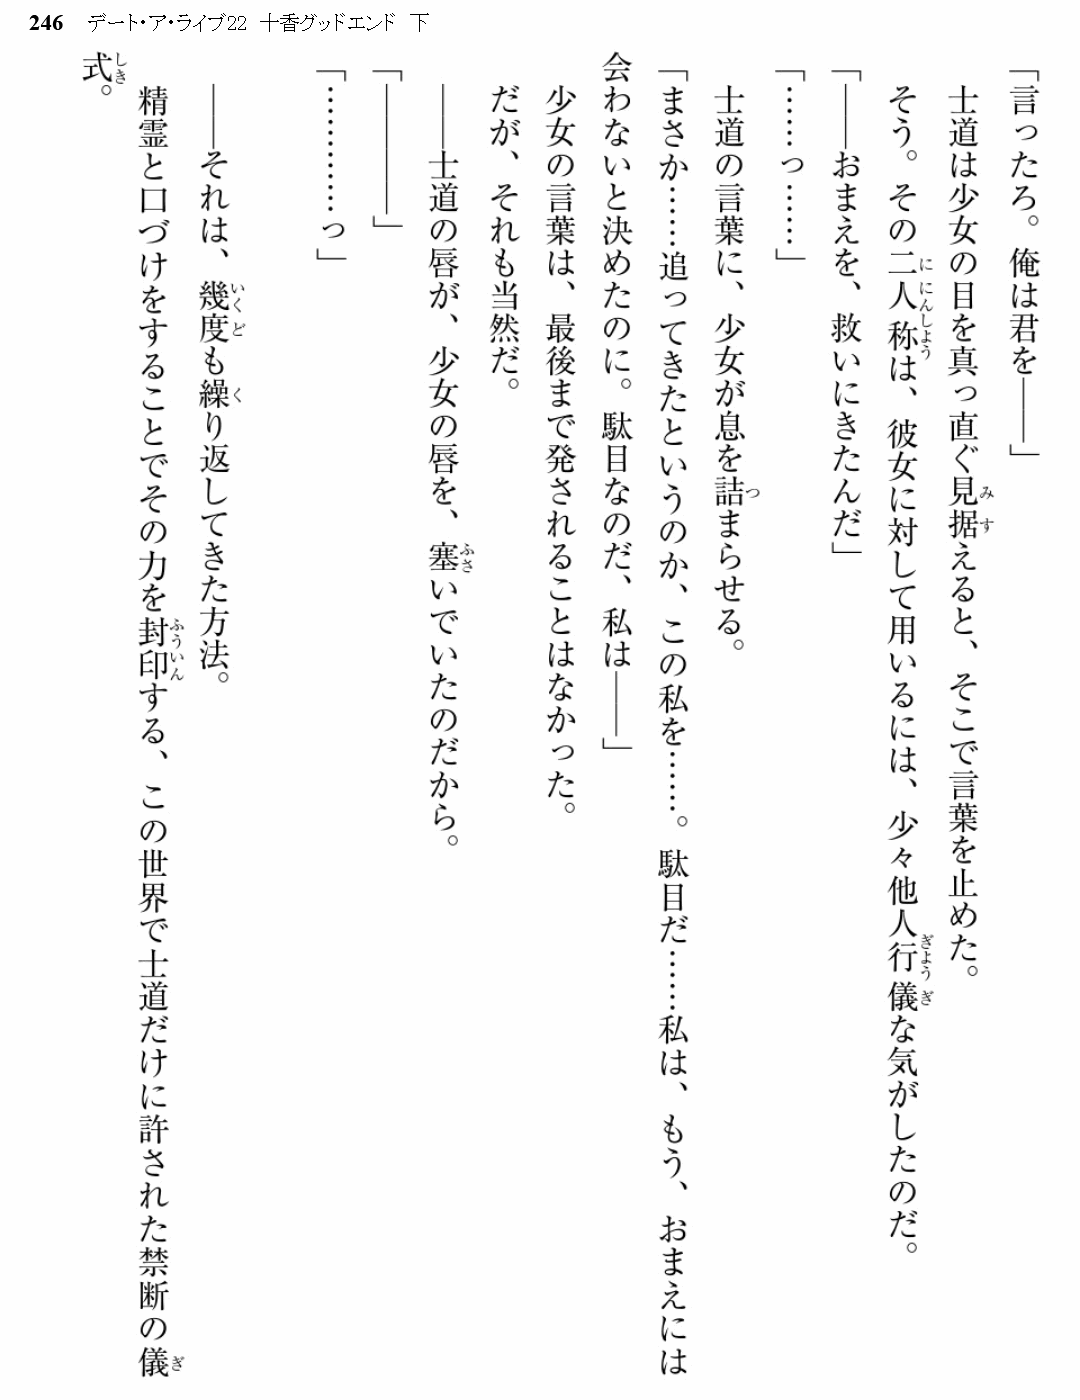 246 デート・ア・ライブ22 十香グッドエンド 下
「言ったろ。俺は君を――」
士道は少女の目を真っ直ぐ見据えると、そこで言葉を止めた。
そう。その二人称は、彼女に対して用いるには、少々他人行儀な気がしたのだ。
「――おまえを、救いにきたんだ」
「……っ……」
士道の言葉に、少女が息を詰まらせる。
「まさか……追ってきたというのか、この私を……。駄目だ……私は、もう、おまえには
会わないと決めたのに。駄目なのだ、私は――」
少女の言葉は、最後まで発されることはなかった。
だが、それも当然だ。
――士道の唇が、少女の唇を、塞いでいたのだから。
「――――」
「…………っ」
――それは、幾度も繰り返してきた方法。
精霊と口づけをすることでその力を封印する、この世界で士道だけに許された禁断の儀
式。